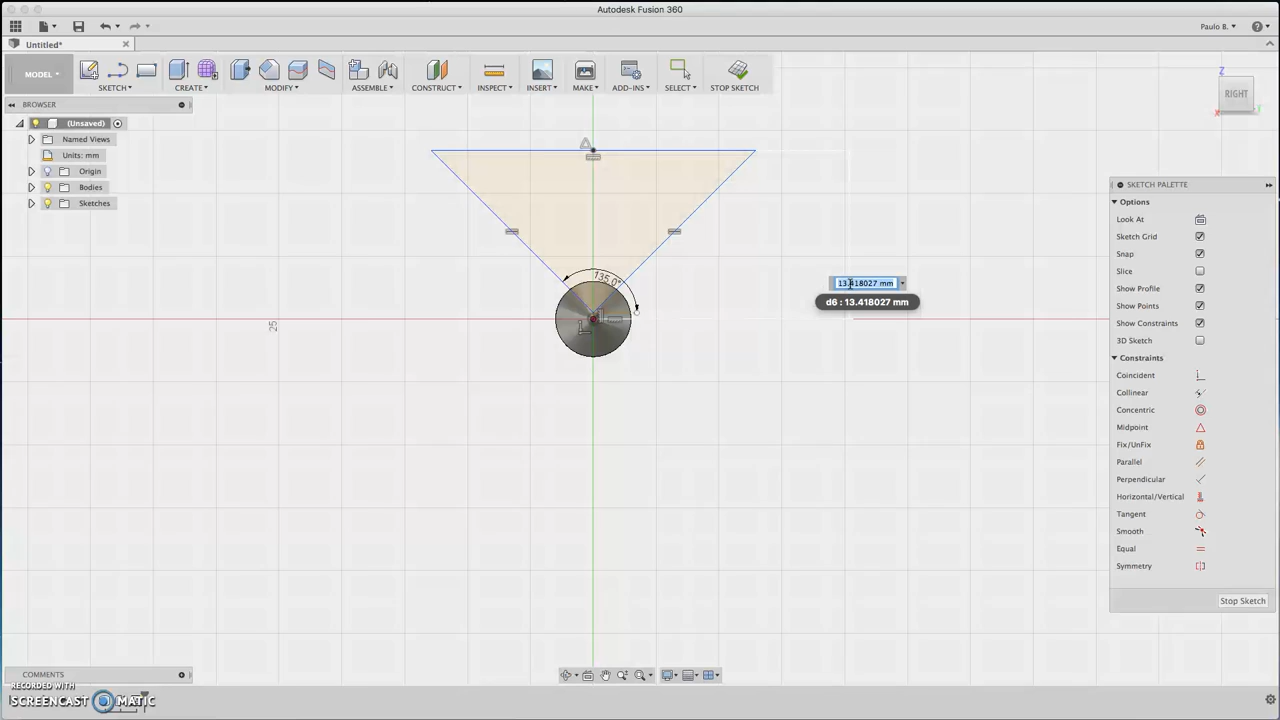 Autodesk Fusion 360
Paulo B.
Untitled*
MODEL
SKETCH
CREATE
MODIFY
ASSEMBLE
CONSTRUCT
INSPECT
INSERT
MAKE
ADD-INS
SELECT
STOP SKETCH
Z
RIGHT
X
BROWSER
(Unsaved)
Named Views
Units: mm
Origin
Bodies
Sketches
SKETCH PALETTE
Options
Look At
Sketch Grid
Snap
Slice
Show Profile
Show Points
Show Constraints
3D Sketch
Constraints
Coincident
Collinear
Concentric
Midpoint
Fix/UnFix
Parallel
Perpendicular
Horizontal/Vertical
Tangent
Smooth
Equal
Symmetry
Stop Sketch
135.0°
13.418027 mm
d6 : 13.418027 mm
25
COMMENTS
RECORDED WITH
SCREENCAST MATIC